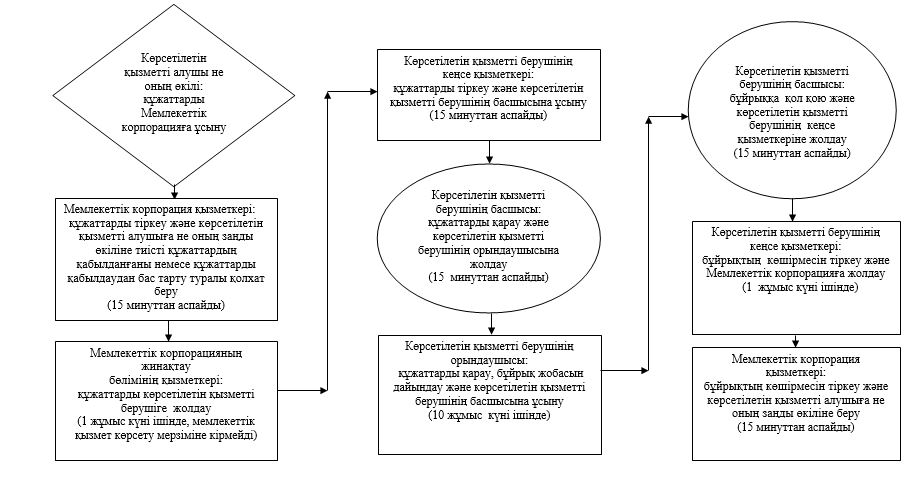 Көрсетілетін
қызметті алушы не
оның өкілі:
құжаттарды
Мемлекеттік
корпорацияға ұсыну
Мемлекеттік корпорация қызметкері:
құжаттарды тіркеу және көрсетілетін
қызметті алушыға не оның заңды
өкіліне тиісті құжаттардың
қабылданғаны немесе құжаттарды
қабылдаудан бас тарту туралы қолхат
беру
(15 минуттан аспайды)
Мемлекеттік корпорацияның
жинақтау
бөлімінің қызметкері:
құжаттарды көрсетілетін қызметті
берушіге жолдау
(1 жұмыс күні ішінде, мемлекеттік
қызмет көрсету мерзіміне кірмейді)
Көрсетілетін қызметті берушінің
кеңсе қызметкері:
құжаттарды тіркеу және көрсетілетін
қызметті берушінің басшысына ұсыну
(15 минуттан аспайды)
Көрсетілетін қызметті
берушінің басшысы:
құжаттарды қарау және
көрсетілетін қызметті
берушінің орындаушысына
жолдау
(15 минуттан аспайды)
Көрсетілетін қызметті берушінің
орындаушысы:
құжаттарды қарау, бұйрық жобасын
дайындау және көрсетілетін қызметті
берушінің басшысына ұсыну
(10 жұмыс күні ішінде)
Көрсетілетін қызметті
берушінің басшысы:
бұйрыққа қол қою және
көрсетілетін қызметті
берушінің кеңсе
қызметкеріне жолдау
(15 минуттан аспайды)
Көрсетілетін қызметті берушінің
кеңсе қызметкері:
бұйрықтың көшірмесін тіркеу және
Мемлекеттік корпорацияға жолдау
(1 жұмыс күні ішінде)
Мемлекеттік корпорация
қызметкері:
бұйрықтың көшірмесін тіркеу және
көрсетілетін қызметті алушыға не
оның заңды өкіліне беру
(15 минуттан аспайды)